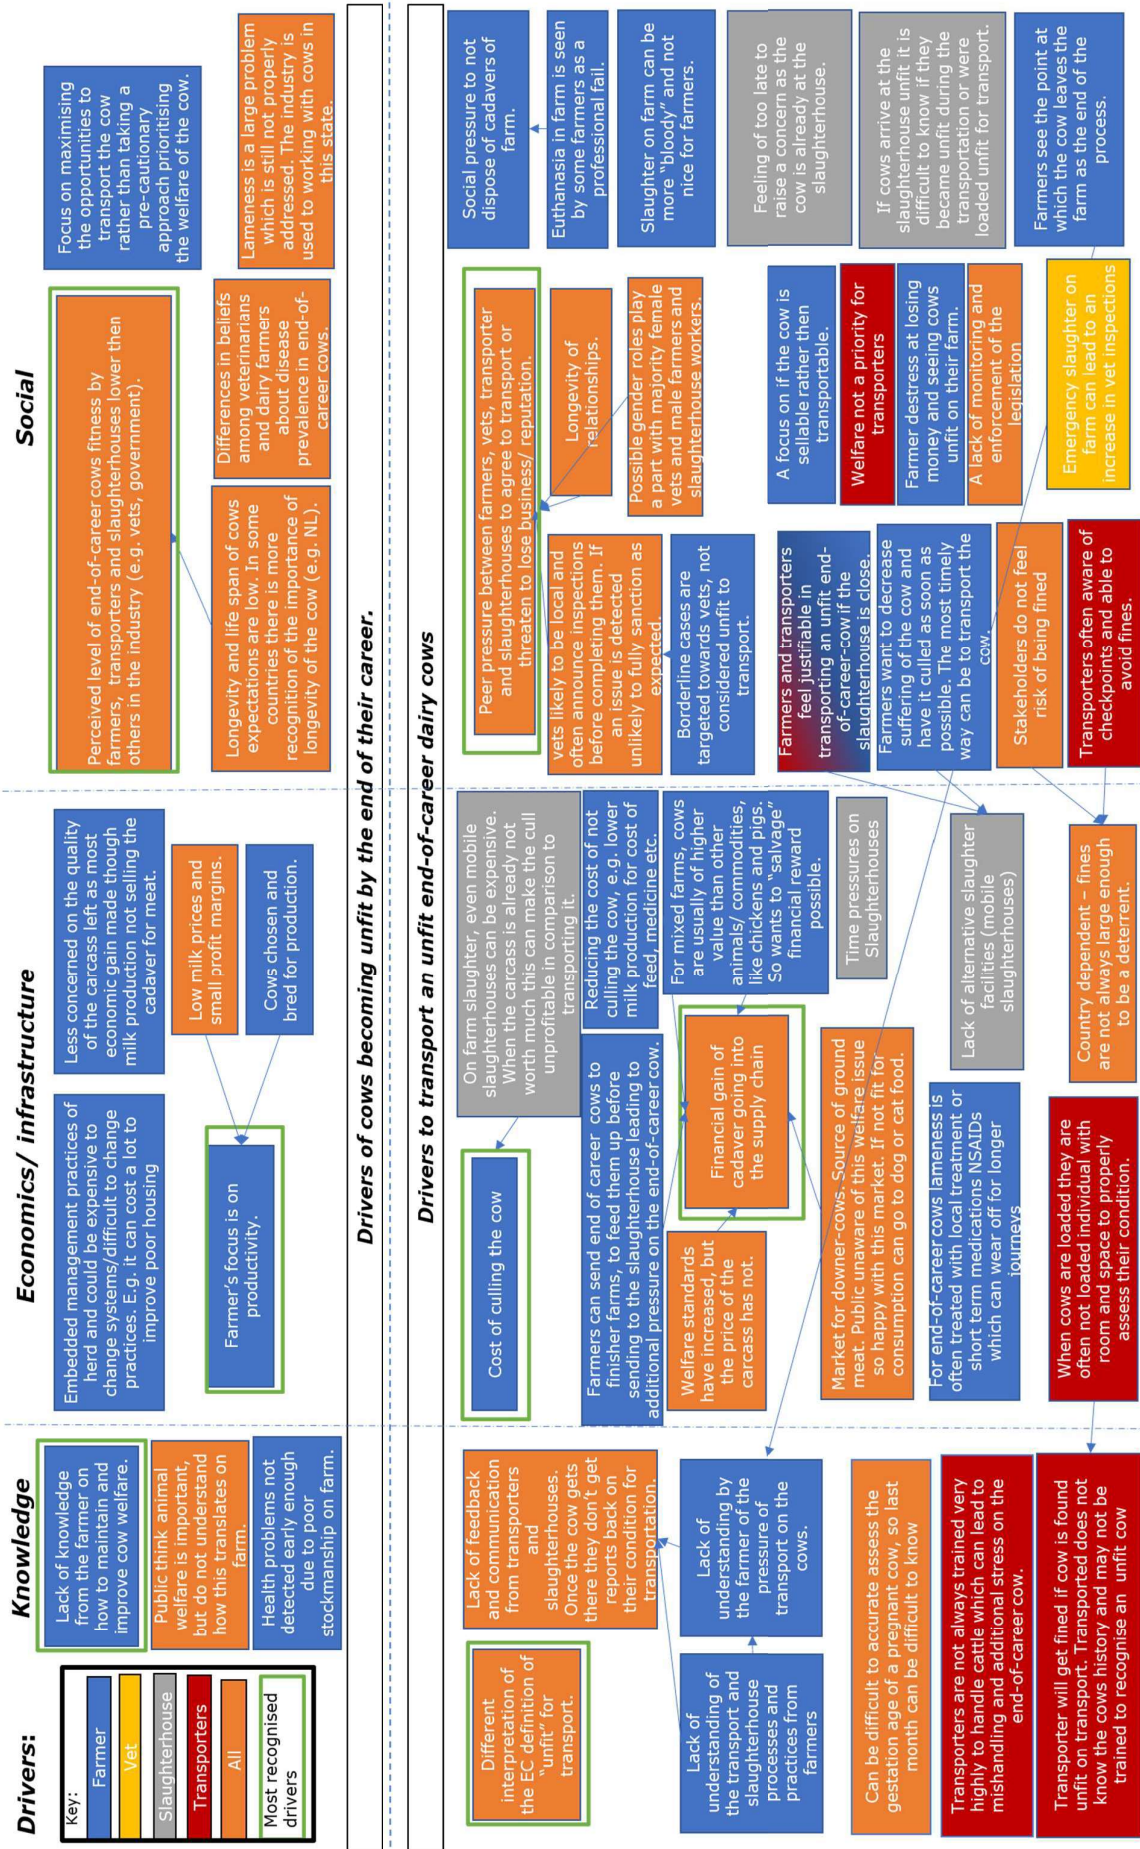 Drivers:
Knowledge
Economics/ infrastructure
Social
Key:
Farmer
Vet
Slaughterhouse
Transporters
All
Most recognised
drivers
Lack of knowledge
from the farmer on
how to maintain and
improve cow welfare.
Public think animal
welfare is important,
but do not understand
how this translates on
farm.
Health problems not
detected early enough
due to poor
stockmanship on farm.
Embedded management practices of
herd and could be expensive to
change systems/difficult to change
practices. E.g. it can cost a lot to
improve poor housing
Less concerned on the quality
of the carcass left as most
economic gain made though
milk production not selling the
cadaver for meat.
Low milk prices and
small profit margins.
Farmer's focus is on
productivity.
Cows chosen and
bred for production.
Perceived level of end-of-career cows fitness by
farmers, transporters and slaughterhouses lower then
others in the industry (e.g. vets, government).
Focus on maximising
the opportunities to
transport the cow
rather than taking a
pre-cautionary
approach prioritising
the welfare of the cow.
Longevity and life span of cows
expectations are low. In some
countries there is more
recognition of the importance of
longevity of the cow (e.g. NL).
Differences in beliefs
among veterinarians
and dairy farmers
about disease
prevalence in end-of-
career cows.
Lameness is a large problem
which is still not properly
addressed. The industry is
used to working with cows in
this state.
Drivers of cows becoming unfit by the end of their career.
Drivers to transport an unfit end-of-career dairy cows
Different
interpretation of
the EC definition of
"unfit" for
transport.
Lack of feedback
and communication
from transporters
and
slaughterhouses.
Once the cow gets
there they don't get
reports back on
their condition for
transportation.
Lack of
understanding of
the transport and
slaughterhouse
processes and
practices from
farmers
Lack of
understanding by
the farmer of the
pressure of
transport on the
cows.
Can be difficult to accurate assess the
gestation age of a pregnant cow, so last
month can be difficult to know
Transporters are not always trained very
highly to handle cattle which can lead to
mishandling and additional stress on the
end-of-career cow.
Transporter will get fined if cow is found
unfit on transport. Transported does not
know the cows history and may not be
trained to recognise an unfit cow
Cost of culling the cow
On farm slaughter, even mobile
slaughterhouses can be expensive.
When the carcass is already not
worth much this can make the cull
unprofitable in comparison to
transporting it.
Farmers can send end of career cows to
finisher farms, to feed them up before
sending to the slaughterhouse leading to
additional pressure on the end-of-career cow.
Reducing the cost of not
culling the cow, e.g. lower
milk production for cost of
feed, medicine etc.
Welfare standards
have increased, but
the price of the
carcass has not.
Financial gain of
cadaver going into
the supply chain
For mixed farms, cows
are usually of higher
value than other
animals/ commodities,
like chickens and pigs.
So wants to "salvage"
financial reward
possible.
Market for downer-cows. Source of ground
meat. Public unaware of this welfare issue
so happy with this market. If not fit for
consumption can go to dog or cat food.
Time pressures on
Slaughterhouses
For end-of-career cows lameness is
often treated with local treatment or
short term medications NSAIDs
which can wear off for longer
journeys
Lack of alternative slaughter
facilities (mobile
slaughterhouses)
When cows are loaded they are
often not loaded individual with
room and space to properly
assess their condition.
Country dependent – fines
are not always large enough
to be a deterrent.
Peer pressure between farmers, vets, transporter
and slaughterhouses to agree to transport or
threaten to lose business/ reputation.
vets likely to be local and
often announce inspections
before completing them. If
an issue is detected
unlikely to fully sanction as
expected.
Longevity of
relationships.
Borderline cases are
targeted towards vets, not
considered unfit to
transport.
Possible gender roles play
a part with majority female
vets and male farmers and
slaughterhouse workers.
Farmers and transporters
feel justifiable in
transporting an unfit end-
of-career-cow if the
slaughterhouse is close.
A focus on if the cow is
sellable rather then
transportable.
Welfare not a priority for
transporters
Farmers want to decrease
suffering of the cow and
have it culled as soon as
possible. The most timely
way can be to transport the
cow.
Farmer destress at losing
money and seeing cows
unfit on their farm.
A lack of monitoring and
enforcement of the
legislation
Stakeholders do not feel
risk of being fined
Transporters often aware of
checkpoints and able to
avoid fines.
Emergency slaughter on
farm can lead to an
increase in vet inspections
Social pressure to not
dispose of cadavers of
farm.
Euthanasia in farm is seen
by some farmers as a
professional fail.
Slaughter on farm can be
more "bloody" and not
nice for farmers.
Feeling of too late to
raise a concern as the
cow is already at the
slaughterhouse.
If cows arrive at the
slaughterhouse unfit it is
difficult to know if they
became unfit during the
transportation or were
loaded unfit for transport.
Farmers see the point at
which the cow leaves the
farm as the end of the
process.